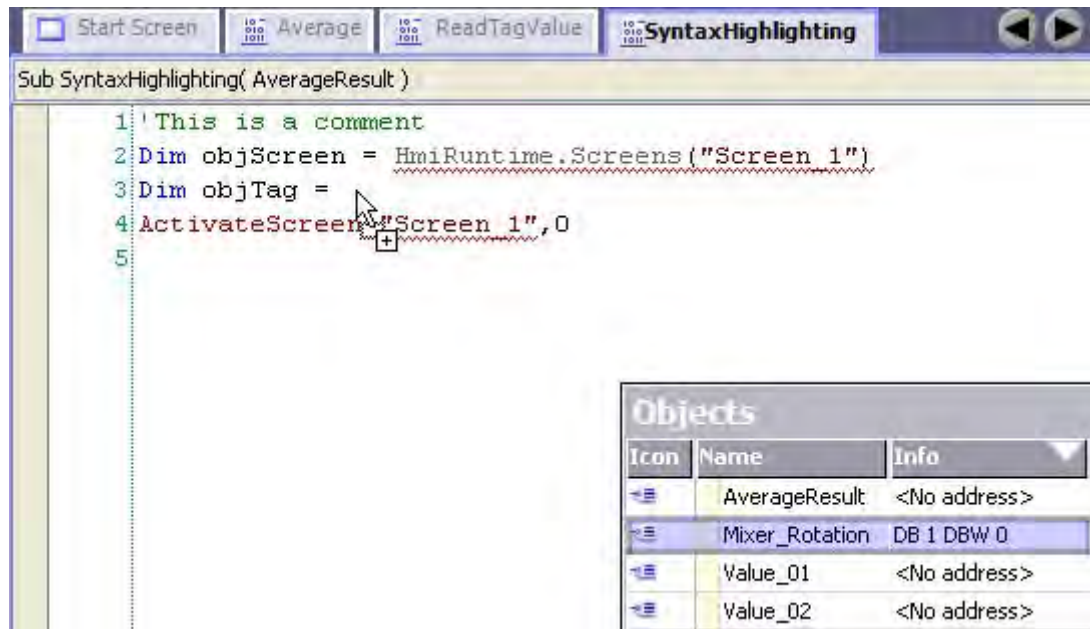 Start Screen Average ReadTagValue SyntaxHighlighting
Sub SyntaxHighlighting( AverageResult )
1 'This is a comment
2 Dim objScreen = HmiRuntime.Screens("Screen_1")
3 Dim objTag =
4 ActivateScreen "Screen_1",0
5
Objects
Icon Name Info
AverageResult <No address>
Mixer_Rotation DB 1 DBW 0
Value_01 <No address>
Value_02 <No address>